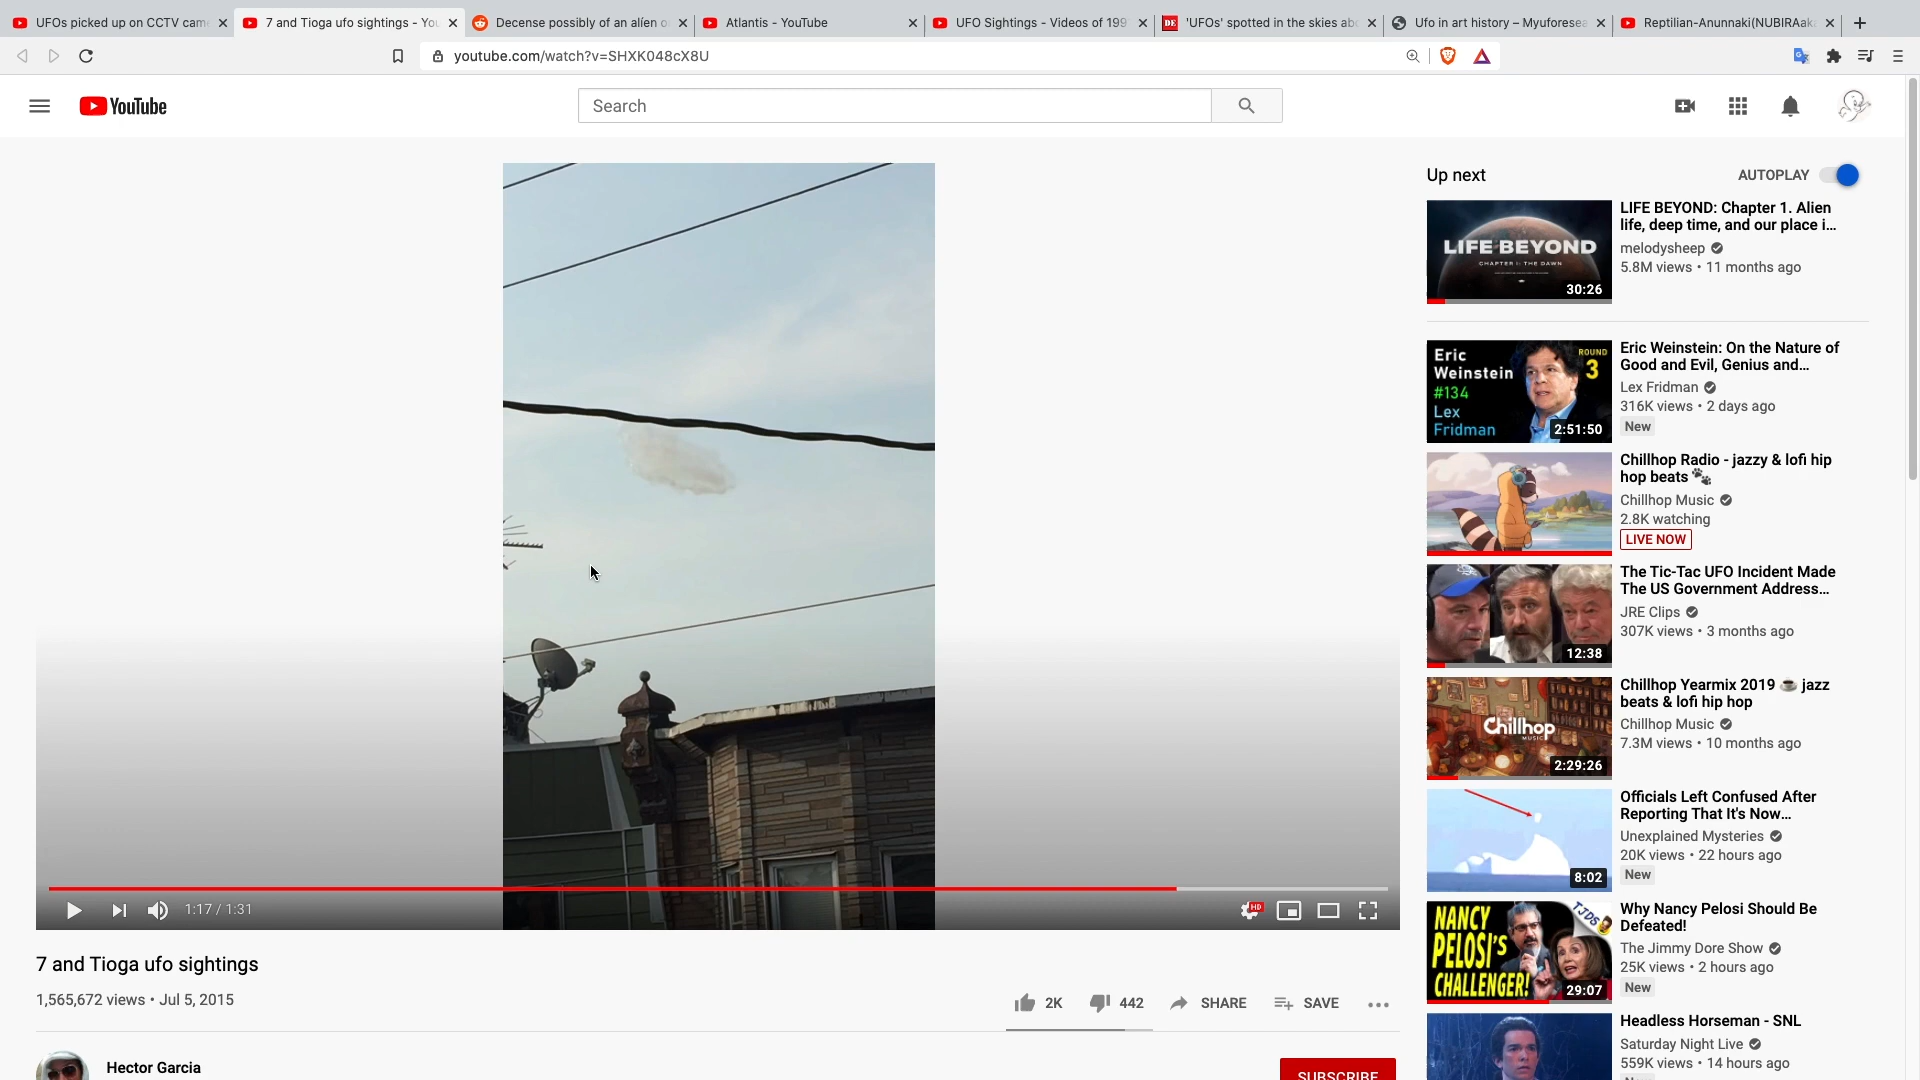 UFOs picked up on CCTV cam
7 and Tioga ufo sightings - You
Decense possibly of an alien o
Atlantis - YouTube
UFO Sightings - Videos of 199
DE
'UFOs' spotted in the skies ab
Ufo in art history – Myuforesea
Reptilian-Anunnaki(NUBIRAak
youtube.com/watch?v=SHXK048cX8U
YouTube
Search
Up next
AUTOPLAY
LIFE BEYOND
CHAPTER 1: THE DAWN
30:26
LIFE BEYOND: Chapter 1. Alien
life, deep time, and our place i...
melodysheep
5.8M views • 11 months ago
Eric
Weinstein
#134
Lex
Fridman
ROUND
3
2:51:50
Eric Weinstein: On the Nature of
Good and Evil, Genius and...
Lex Fridman
316K views • 2 days ago
New
Chillhop Radio - jazzy & lofi hip
hop beats 🐾
Chillhop Music
2.8K watching
LIVE NOW
12:38
The Tic-Tac UFO Incident Made
The US Government Address...
JRE Clips
307K views • 3 months ago
Chillhop
MUSIC
2:29:26
Chillhop Yearmix 2019 ☕ jazz
beats & lofi hip hop
Chillhop Music
7.3M views • 10 months ago
8:02
Officials Left Confused After
Reporting That It's Now...
Unexplained Mysteries
20K views • 22 hours ago
New
NANCY
PELOSI'S
CHALLENGER!
TJDS
29:07
Why Nancy Pelosi Should Be
Defeated!
The Jimmy Dore Show
25K views • 2 hours ago
New
Headless Horseman - SNL
Saturday Night Live
559K views • 14 hours ago
1:17 / 1:31
HD
7 and Tioga ufo sightings
1,565,672 views • Jul 5, 2015
2K
442
SHARE
SAVE
Hector Garcia
SUBSCRIBE